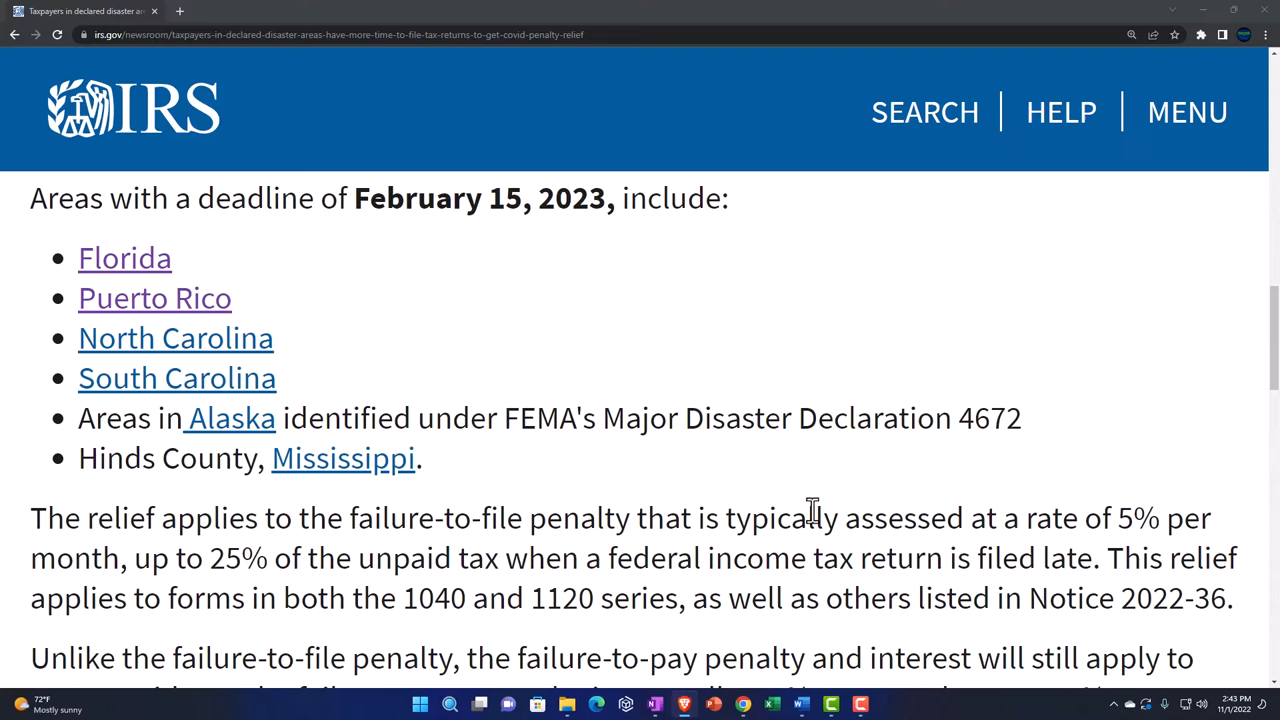 Taxpayers in declared disaster ar
irs.gov/newsroom/taxpayers-in-declared-disaster-areas-have-more-time-to-file-tax-returns-to-get-covid-penalty-relief
IRS
SEARCH
HELP
MENU
Areas with a deadline of February 15, 2023, include:
• Florida
• Puerto Rico
• North Carolina
• South Carolina
• Areas in Alaska identified under FEMA's Major Disaster Declaration 4672
• Hinds County, Mississippi.
The relief applies to the failure-to-file penalty that is typically assessed at a rate of 5% per
month, up to 25% of the unpaid tax when a federal income tax return is filed late. This relief
applies to forms in both the 1040 and 1120 series, as well as others listed in Notice 2022-36.
Unlike the failure-to-file penalty, the failure-to-pay penalty and interest will still apply to
72°F
Mostly sunny
2:43 PM
11/1/2022